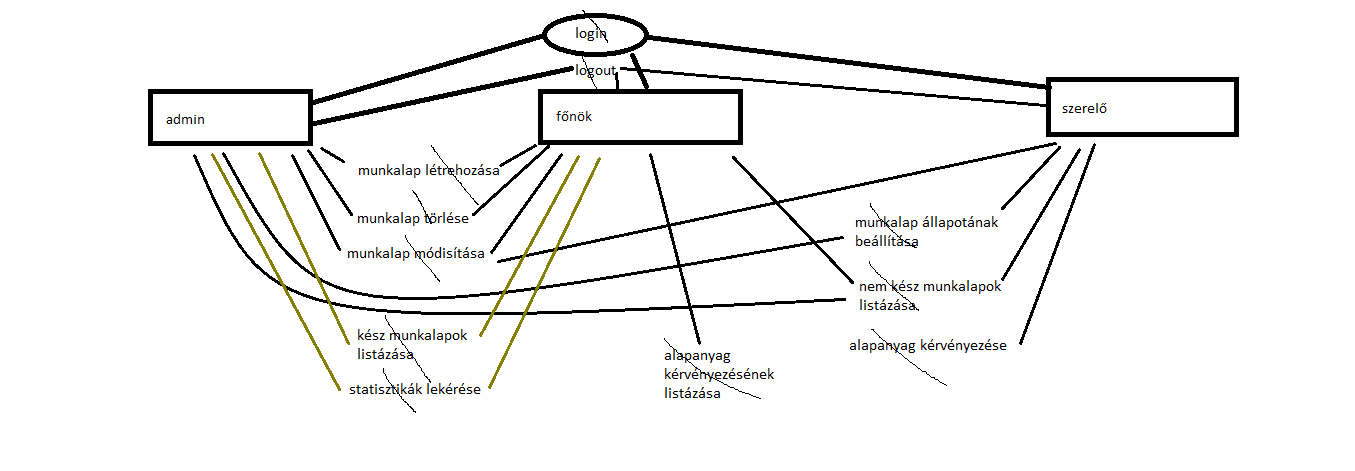 login
logout
admin
főnök
szerelő
munkalap létrehozása
munkalap törlése
munkalap módisítása
munkalap állapotának
beállítása
nem kész munkalapok
listázása
kész munkalapok
listázása
alapanyag kérvényezése
alapanyag
kérvényezésének
listázása
statisztikák lekérése